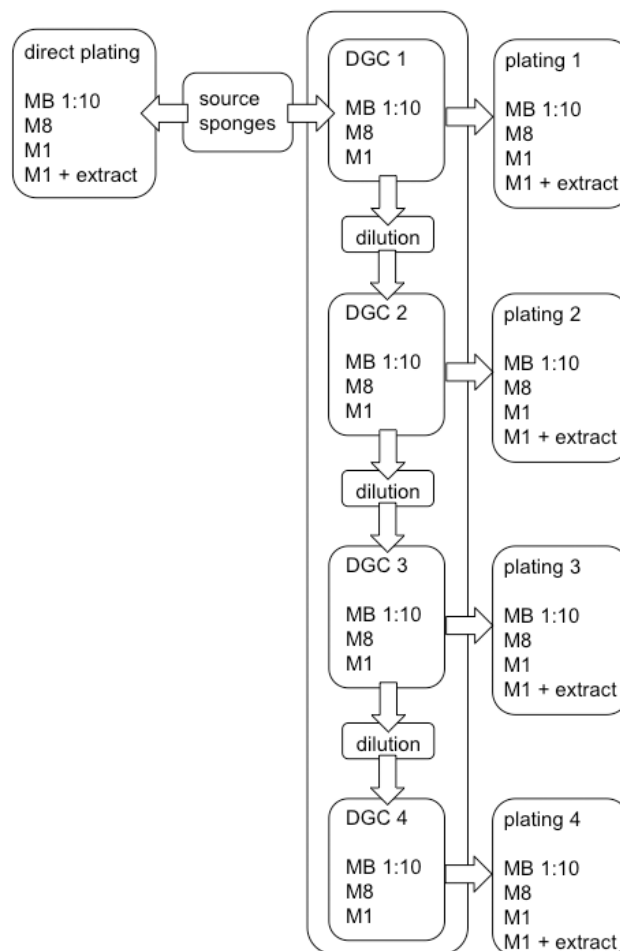 direct plating
MB 1:10
M8
M1
M1 + extract
source
sponges
DGC 1
MB 1:10
M8
M1
plating 1
MB 1:10
M8
M1
M1 + extract
dilution
DGC 2
MB 1:10
M8
M1
plating 2
MB 1:10
M8
M1
M1 + extract
dilution
DGC 3
MB 1:10
M8
M1
plating 3
MB 1:10
M8
M1
M1 + extract
dilution
DGC 4
MB 1:10
M8
M1
plating 4
MB 1:10
M8
M1
M1 + extract